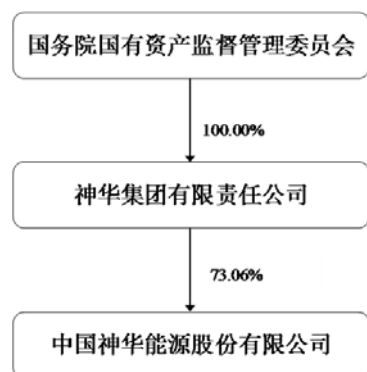 国务院国有资产监督管理委员会
100.00%
神华集团有限责任公司
73.06%
中国神华能源股份有限公司